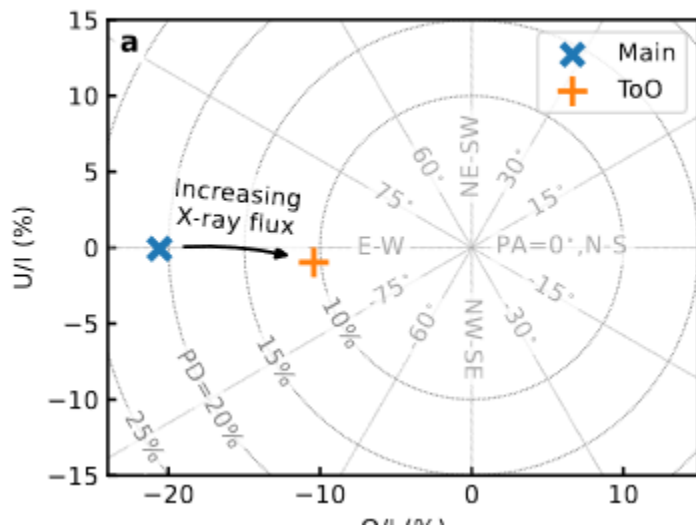 15
a
Main
ToO
10
NE-SW
60°
30°
5
75°
15°
Increasing
X-ray flux
U/I (%)
0
E-W
PA=0°,N-S
-75°
-15°
−5
10%
-60°
-30°
NW-SE
15%
PD=20%
−10
25%
−15
−20
−10
0
10